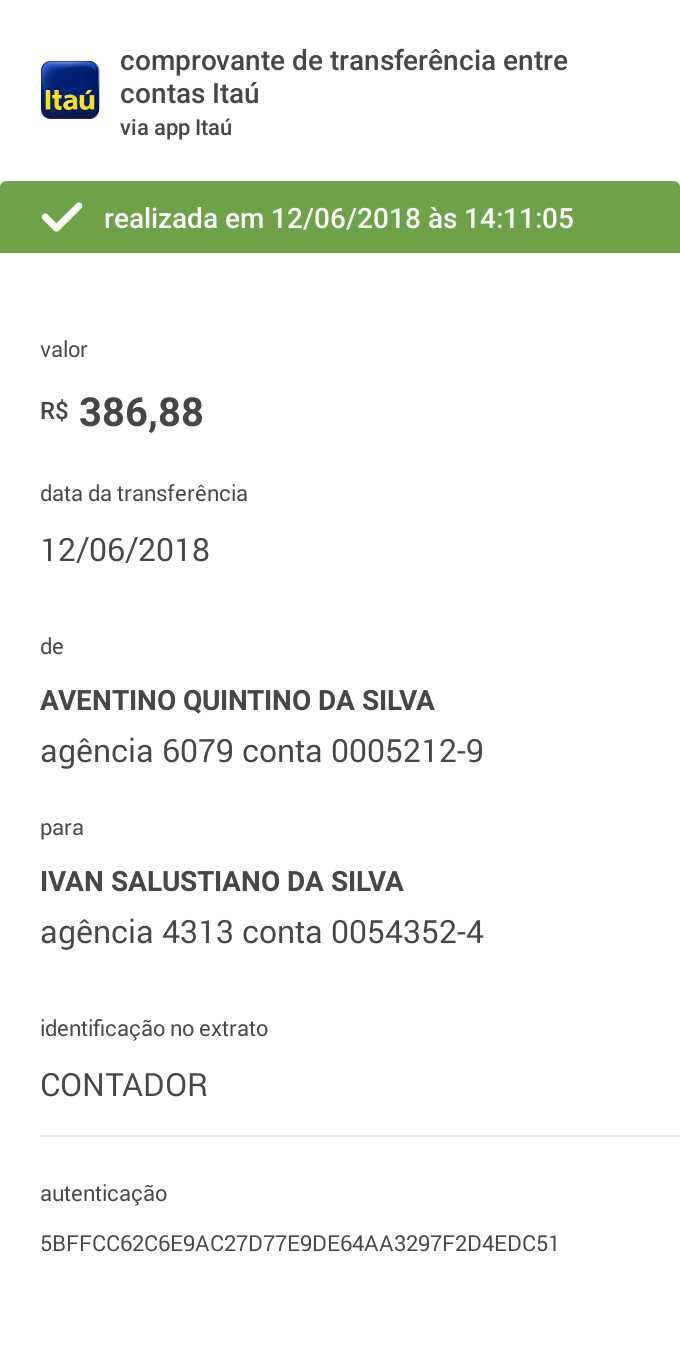 Itaú
comprovante de transferência entre
contas Itaú
via app Itaú
realizada em 12/06/2018 às 14:11:05
valor
R$ 386,88
data da transferência
12/06/2018
de
AVENTINO QUINTINO DA SILVA
agência 6079 conta 0005212-9
para
IVAN SALUSTIANO DA SILVA
agência 4313 conta 0054352-4
identificação no extrato
CONTADOR
autenticação
5BFFCC62C6E9AC27D77E9DE64AA3297F2D4EDC51